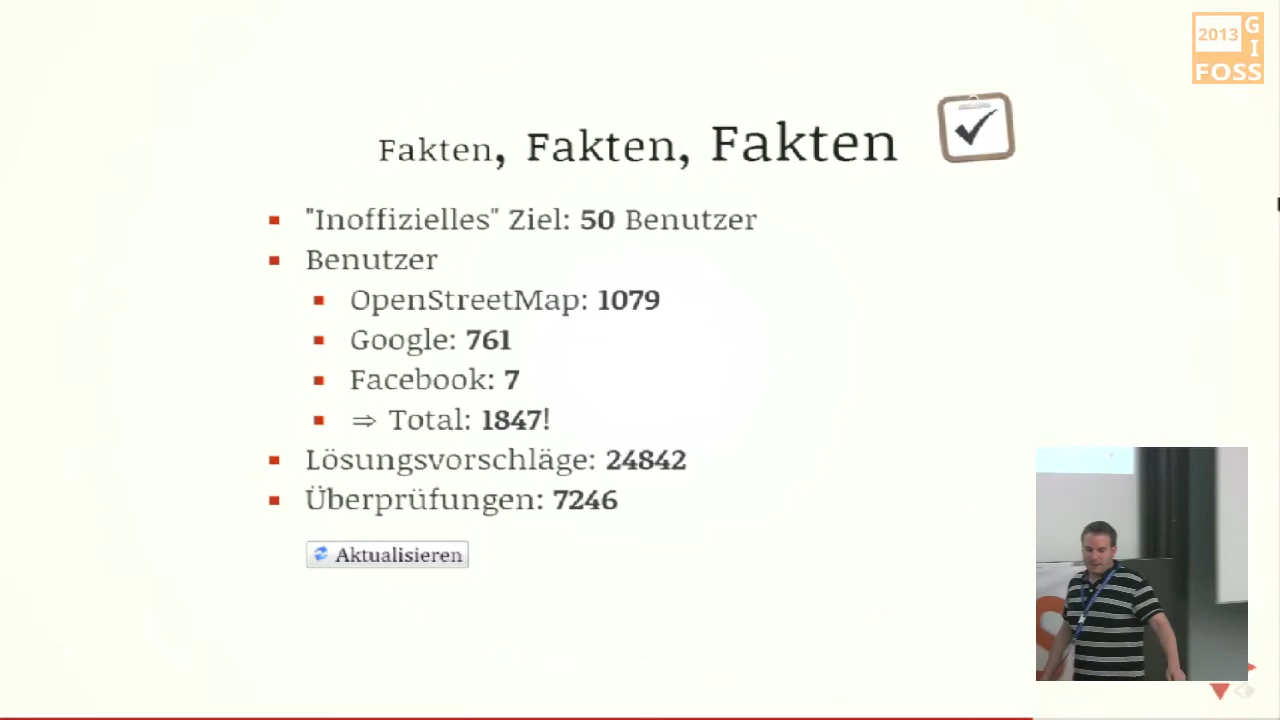 2013
G
I
FOSS
Fakten, Fakten, Fakten
"Inoffizielles" Ziel: 50 Benutzer
Benutzer
OpenStreetMap: 1079
Google: 761
Facebook: 7
⇒ Total: 1847!
Lösungsvorschläge: 24842
Überprüfungen: 7246
Aktualisieren
S